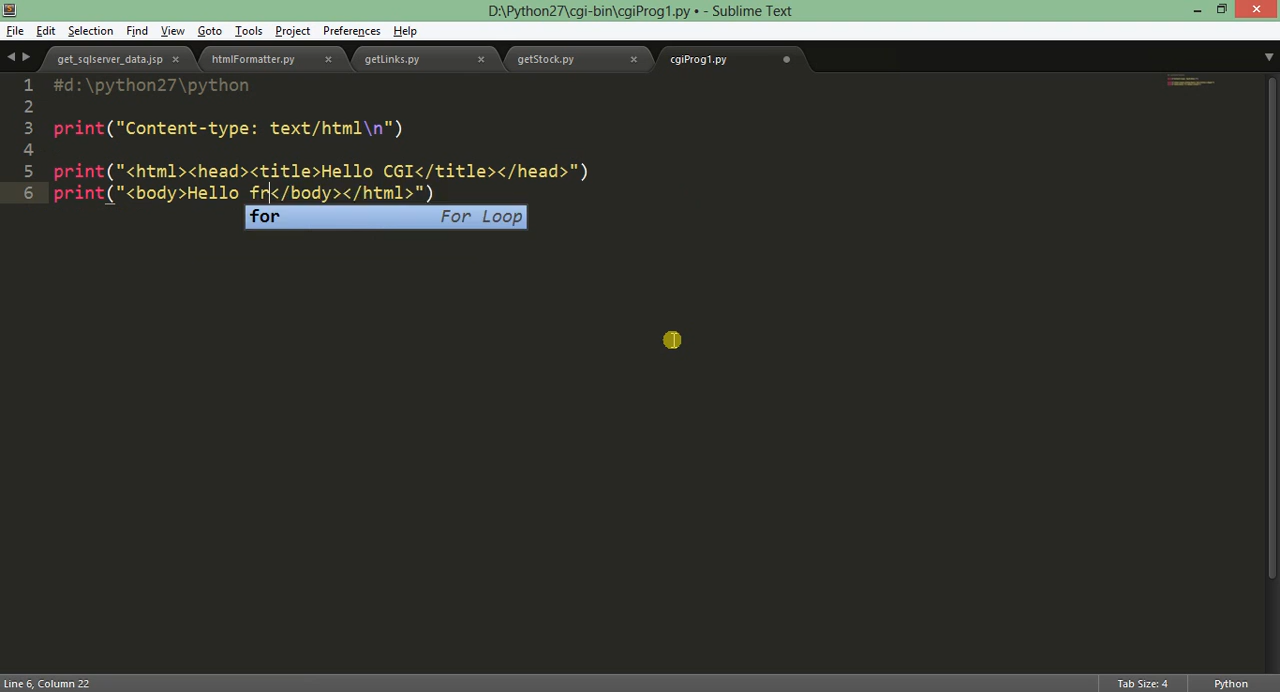 D:\Python27\cgi-bin\cgiProg1.py • - Sublime Text
File Edit Selection Find View Goto Tools Project Preferences Help
get_sqlserver_data.jsp × htmlFormatter.py × getLinks.py × getStock.py × cgiProg1.py
1 #d:\python27\python
2
3 print("Content-type: text/html\n")
4
5 print("<html><head><title>Hello CGI</title></head>")
6 print("<body>Hello fr</body></html>")
for For Loop
Line 6, Column 22 Tab Size: 4 Python